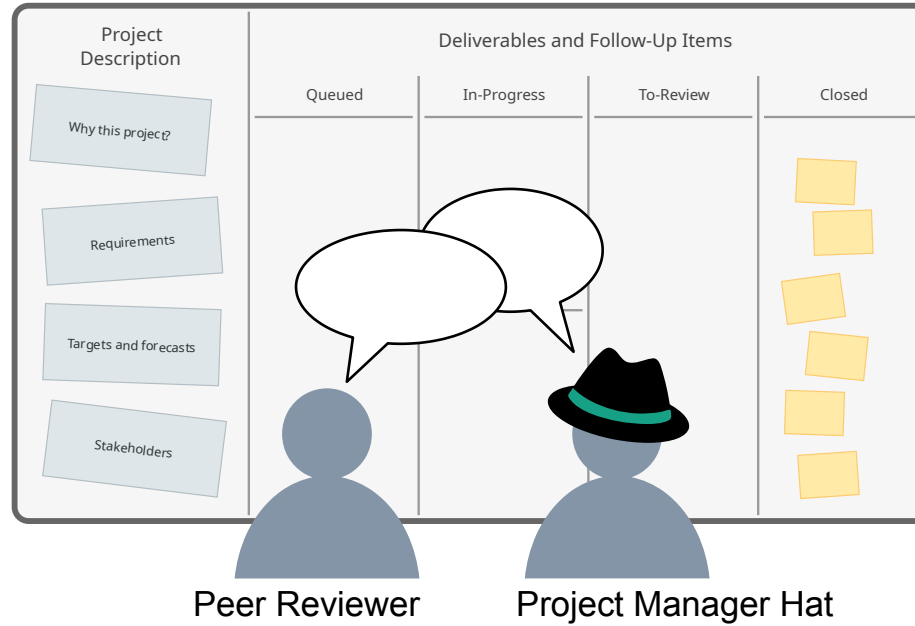 Project
Description
Deliverables and Follow-Up Items
Queued
In-Progress
To-Review
Closed
Why this project?
Requirements
Targets and forecasts
Stakeholders
Peer Reviewer
Project Manager Hat